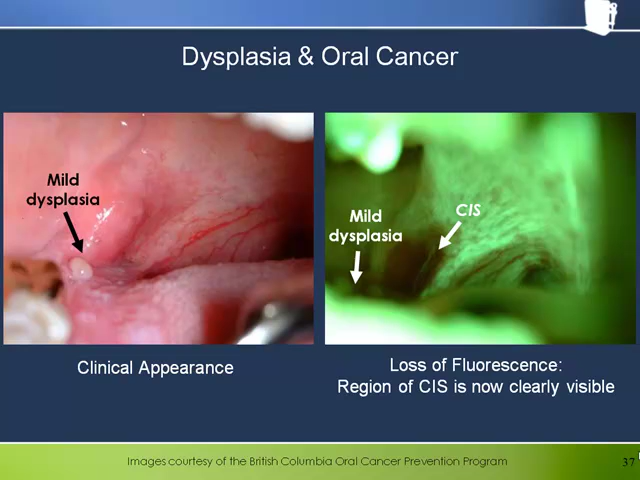 Dysplasia & Oral Cancer
Mild
dysplasia
Mild
dysplasia
CIS
Clinical Appearance
Loss of Fluorescence:
Region of CIS is now clearly visible
Images courtesy of the British Columbia Oral Cancer Prevention Program
37